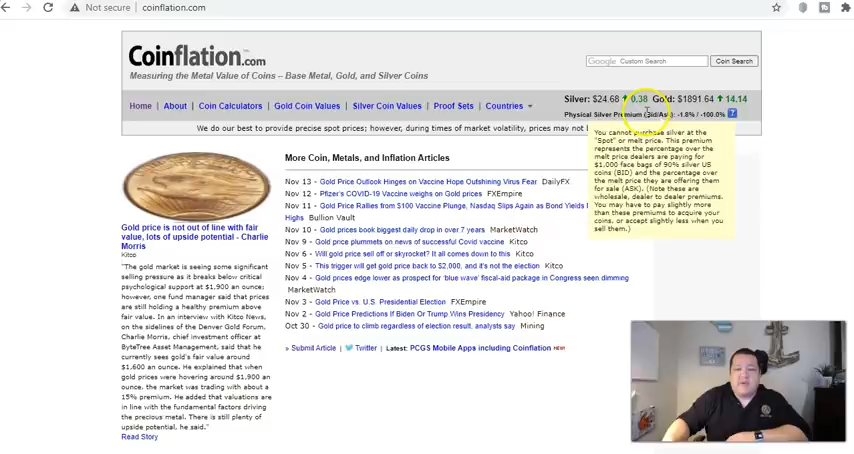 Not secure | coinflation.com
Coinflation.com
Measuring the Metal Value of Coins -- Base Metal, Gold, and Silver Coins
Google Custom Search
Coin Search
Silver: $24.68 0.38 Gold: $1891.64 14.14
Physical Silver Premium (Bid/Ask): -1.8% / -100.0% ?
Home | About | Coin Calculators | Gold Coin Values | Silver Coin Values | Proof Sets | Countries
We do our best to provide precise spot prices; however, during times of market volatility, prices may not
You cannot purchase silver at the
"Spot" or melt price. This premium
represents the percentage over the
melt price dealers are paying for
$1,000 face bags of 90% silver US
coins (BID) and the percentage over
the melt price they are offering them
for sale (ASK). (Note these are
wholesale, dealer to dealer premiums.
You may have to pay slightly more
than these premiums to acquire your
coins, or accept slightly less when you
sell them.)
Gold price is not out of line with fair
value, lots of upside potential - Charlie
Morris
Kitco
"The gold market is seeing some significant
selling pressure as it breaks below critical
psychological support at $1,900 an ounce;
however, one fund manager said that prices
are still holding a healthy premium above
fair value. In an interview with Kitco News,
on the sidelines of the Denver Gold Forum,
Charlie Morris, chief investment officer at
ByteTree Asset Management, said that he
currently sees gold's fair value around
$1,600 an ounce. He explained that when
gold prices were hovering around $1,900 an
ounce, the market was trading with about a
15% premium. He added that valuations are
in line with the fundamental factors driving
the precious metal. There is still plenty of
upside potential, he said."
Read Story
More Coin, Metals, and Inflation Articles
Nov 13 - Gold Price Outlook Hinges on Vaccine Hope Outshining Virus Fear DailyFX
Nov 12 - Pfizer's COVID-19 Vaccine weighs on Gold prices FXEmpire
Nov 11 - Gold Price Rallies from $100 Vaccine Plunge, Nasdaq Slips Again as Bond Yields
Highs Bullion Vault
Nov 10 - Gold prices book biggest daily drop in over 7 years MarketWatch
Nov 9 - Gold price plummets on news of successful Covid vaccine Kitco
Nov 6 - Will gold price sell off or skyrocket? It all comes down to this Kitco
Nov 5 - This trigger will get gold price back to $2,000, and it's not the election Kitco
Nov 4 - Gold prices edge lower as prospect for 'blue wave' fiscal-aid package in Congress seen dimming
MarketWatch
Nov 3 - Gold Price vs. U.S. Presidential Election FXEmpire
Nov 2 - Gold Price Predictions If Biden Or Trump Wins Presidency Yahoo! Finance
Oct 30 - Gold price to climb regardless of election result, analysts say Mining
» Submit Article | Twitter | Latest: PCGS Mobile Apps including Coinflation NEW!